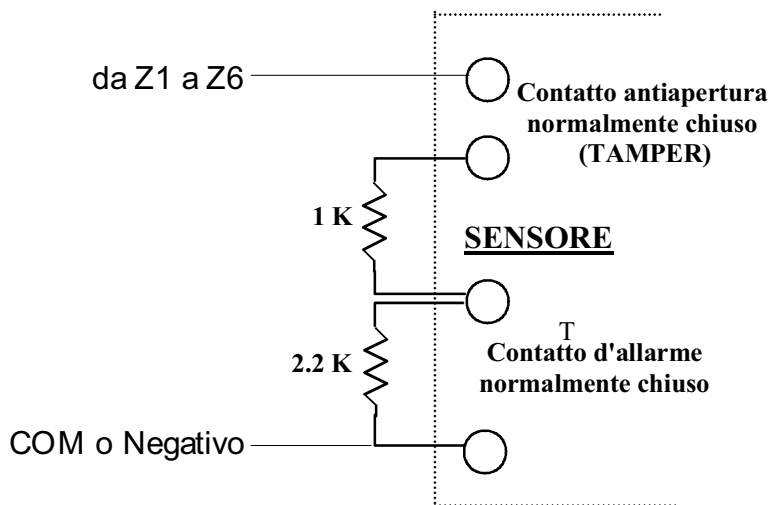 da Z1 a Z6
Contatto antiapertura
normalmente chiuso
(TAMPER)
1 K
SENSORE
T
Contatto d'allarme
2.2 K
normalmente chiuso
COM o Negativo